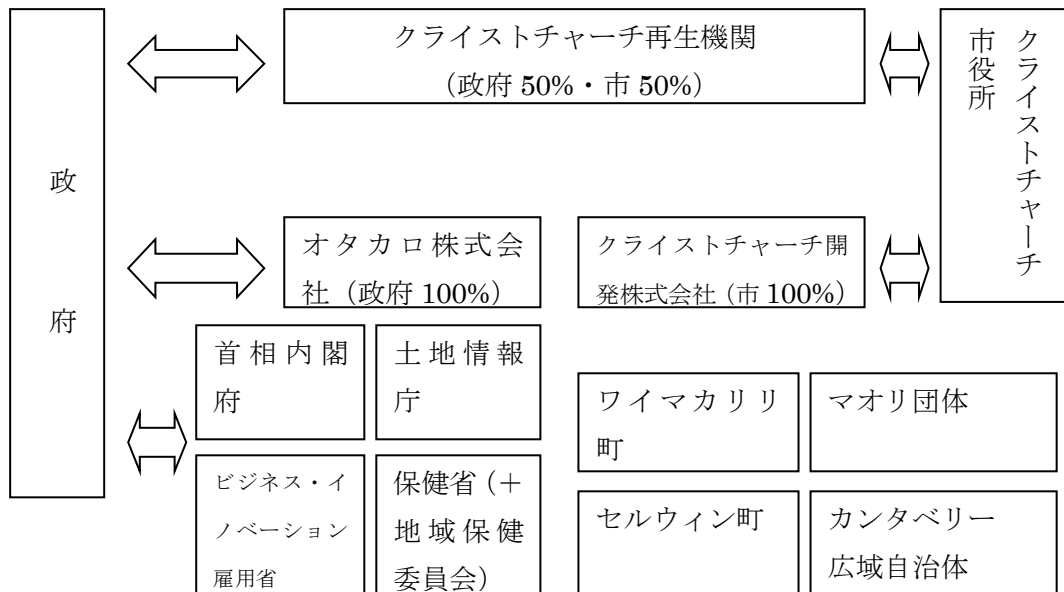 政府
クライストチャーチ再生機関
(政府 50%・市 50%)
クライストチャーチ
市役所
オタカロ株式会
社（政府 100%）
クライストチャーチ開
発株式会社（市 100%）
首相内閣
府
土地情報
庁
ビジネス・イ
ノベーション
雇用省
保健省（＋
地域保健
委員会）
ワイマカリリ
町
マオリ団体
セルウィン町
カンタベリー
広域自治体